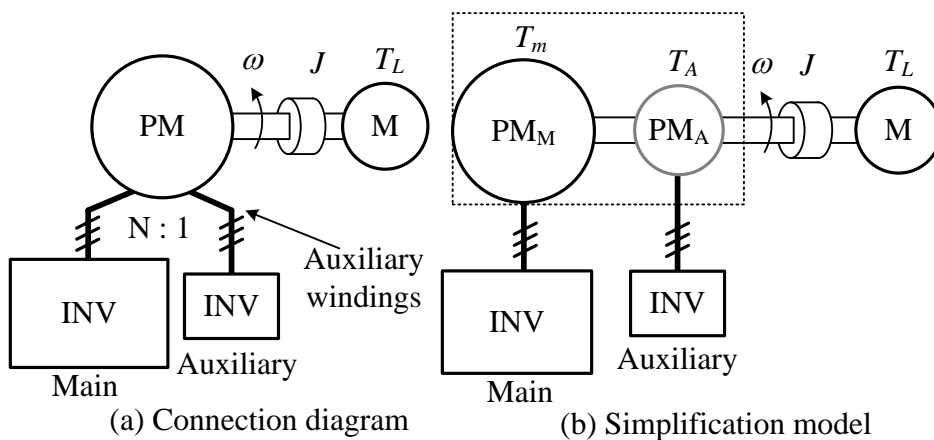 ω
J
T_L
PM
M
N : 1
INV
Main
INV
Auxiliary
Auxiliary
windings
(a) Connection diagram
T_m
T_A
ω
J
T_L
PM_M
PM_A
M
INV
Main
INV
Auxiliary
(b) Simplification model